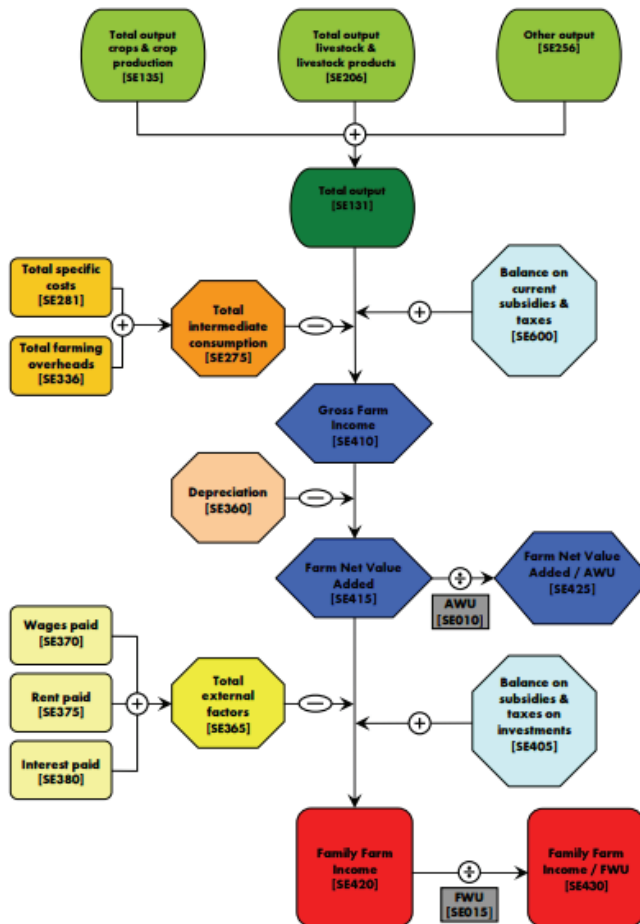 Total output
crops & crop
production
[SE135]
Total output
livestock &
livestock products
[SE206]
Other output
[SE256]
+
Total output
[SE131]
Total specific
costs
[SE281]
Total farming
overheads
[SE336]
+
Total
intermediate
consumption
[SE275]
−
+
Balance on
current
subsidies &
taxes
[SE600]
Gross Farm
Income
[SE410]
Depreciation
[SE360]
−
Farm Net Value
Added
[SE415]
÷
AWU
[SE010]
Farm Net Value
Added / AWU
[SE425]
Wages paid
[SE370]
Rent paid
[SE375]
Interest paid
[SE380]
+
Total
external
factors
[SE365]
−
+
Balance on
subsidies &
taxes on
investments
[SE405]
Family Farm
Income
[SE420]
÷
FWU
[SE015]
Family Farm
Income / FWU
[SE430]